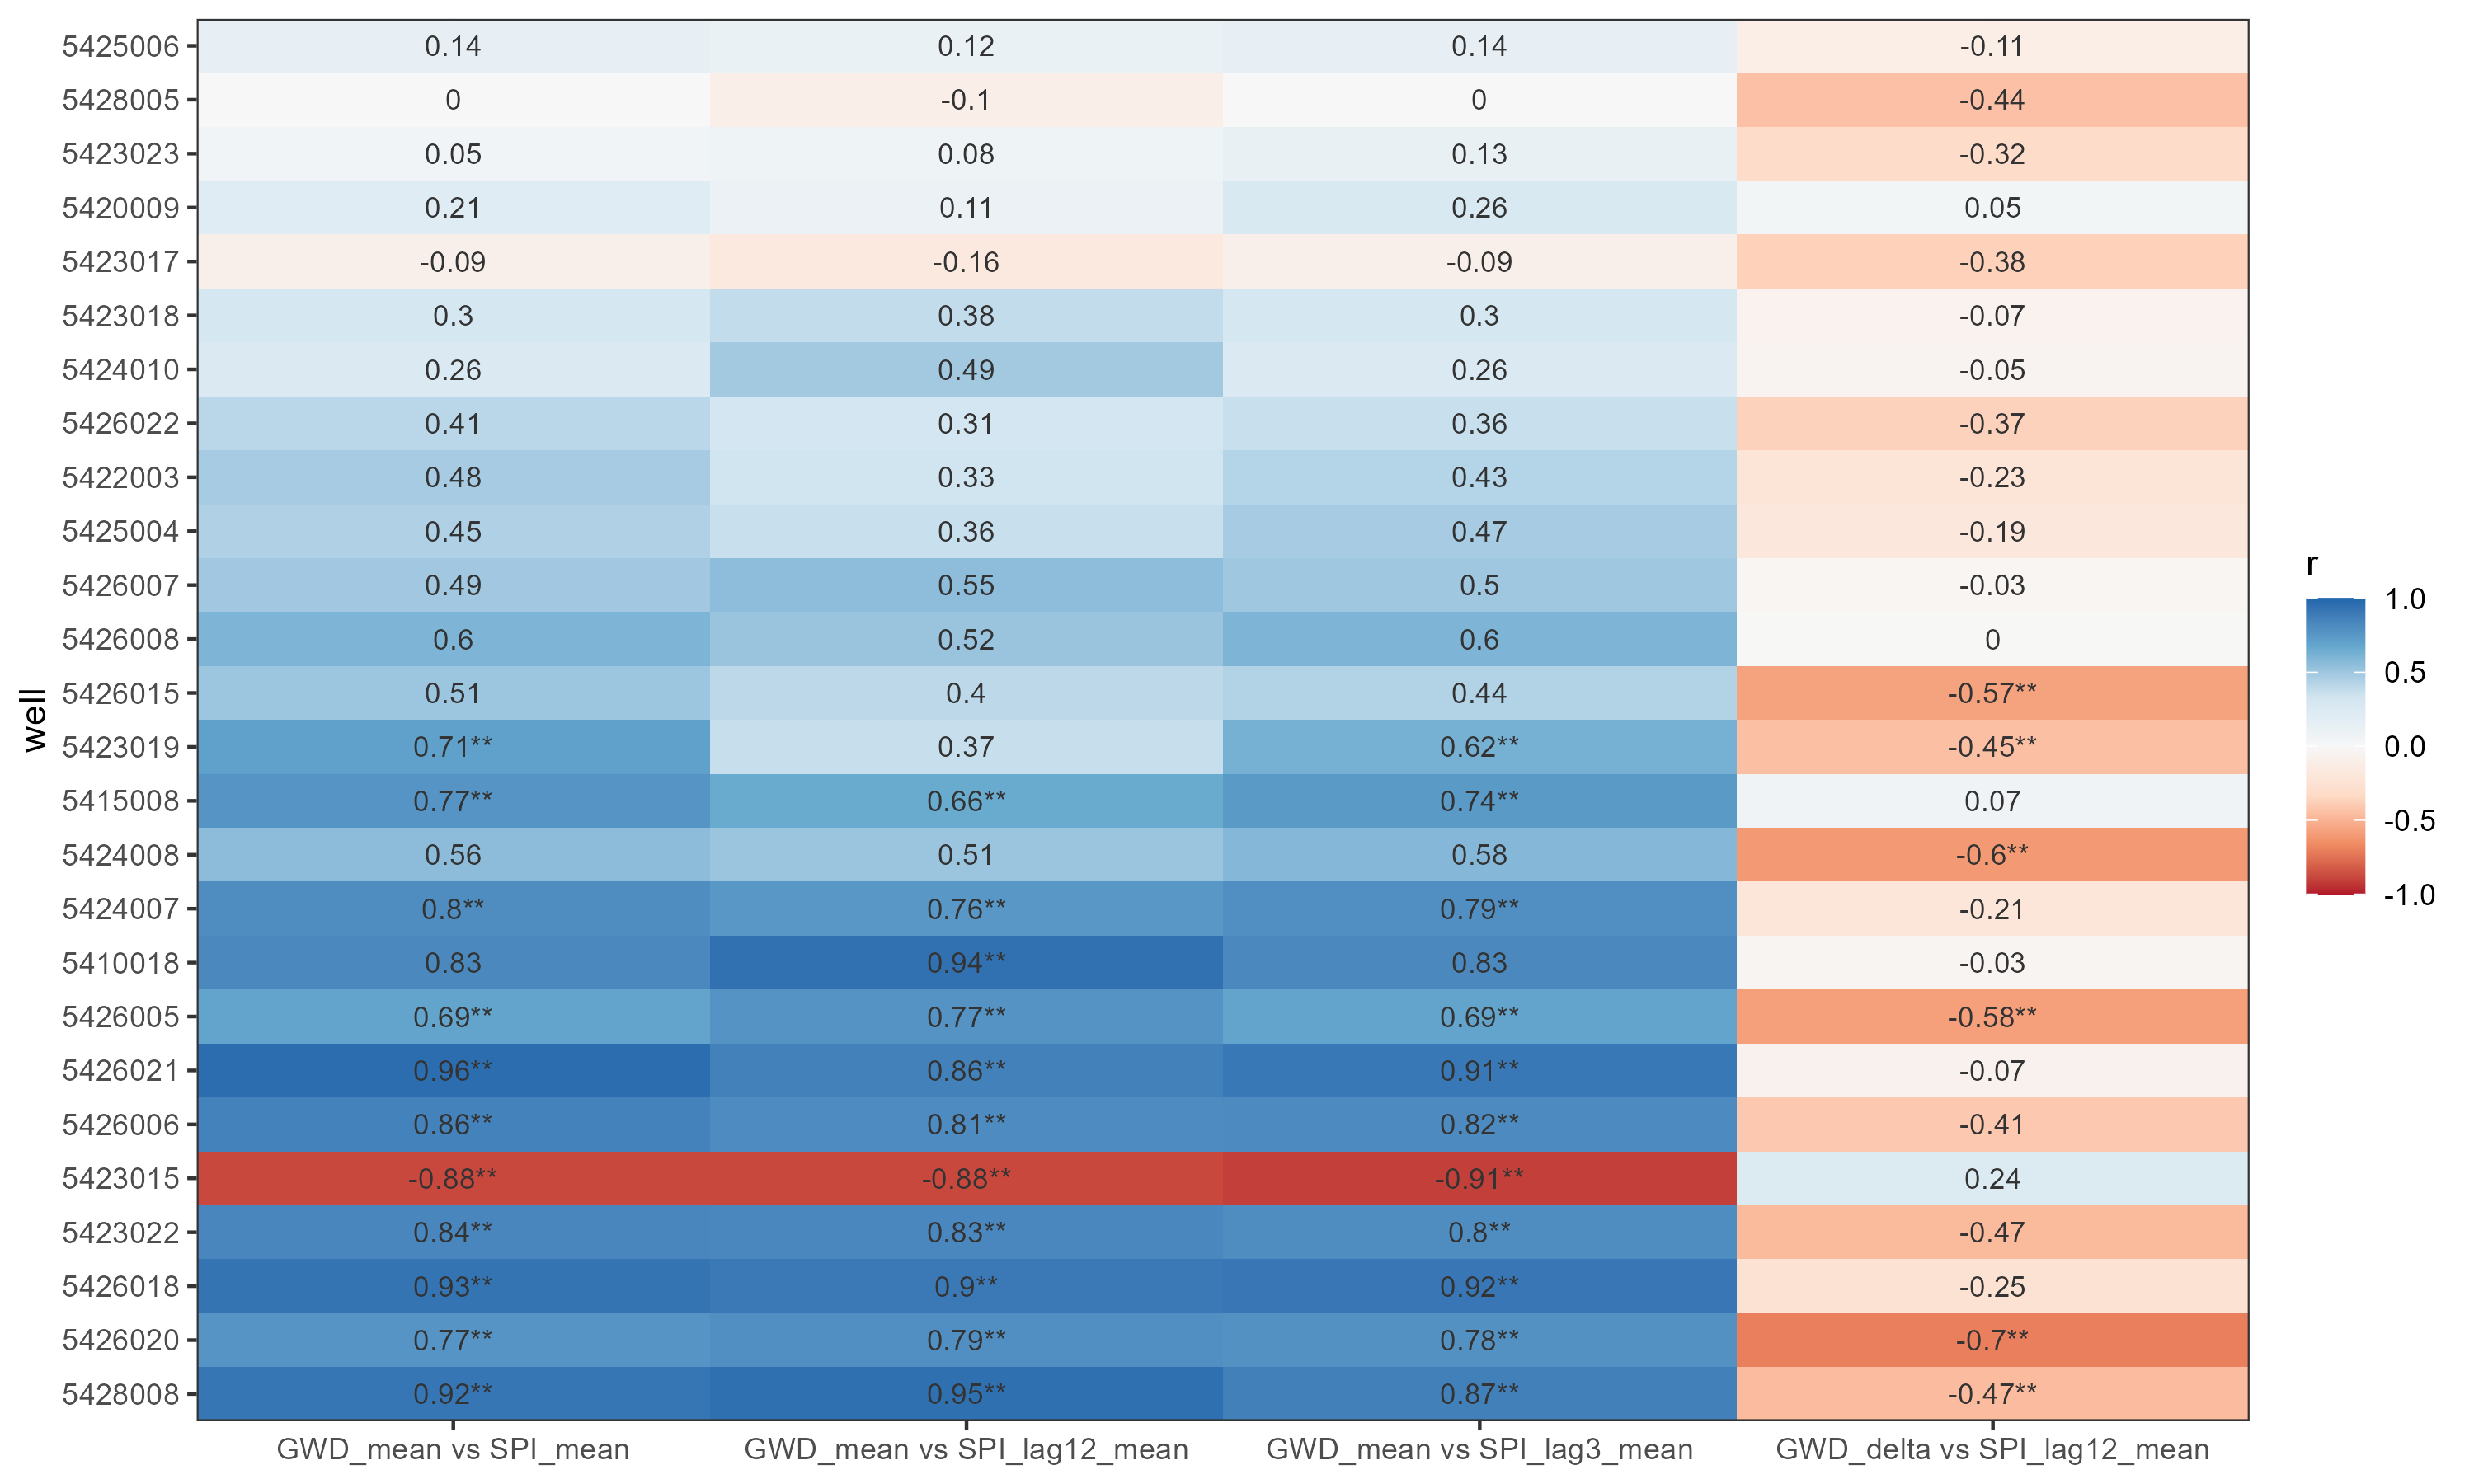 5425006 0.14 0.12 0.14 -0.11
5428005 0 -0.1 0 -0.44
5423023 0.05 0.08 0.13 -0.32
5420009 0.21 0.11 0.26 0.05
5423017 -0.09 -0.16 -0.09 -0.38
5423018 0.3 0.38 0.3 -0.07
5424010 0.26 0.49 0.26 -0.05
5426022 0.41 0.31 0.36 -0.37
5422003 0.48 0.33 0.43 -0.23
5425004 0.45 0.36 0.47 -0.19
5426007 0.49 0.55 0.5 -0.03
5426008 0.6 0.52 0.6 0
5426015 0.51 0.4 0.44 -0.57**
5423019 0.71** 0.37 0.62** -0.45**
5415008 0.77** 0.66** 0.74** 0.07
5424008 0.56 0.51 0.58 -0.6**
5424007 0.8** 0.76** 0.79** -0.21
5410018 0.83 0.94** 0.83 -0.03
5426005 0.69** 0.77** 0.69** -0.58**
5426021 0.96** 0.86** 0.91** -0.07
5426006 0.86** 0.81** 0.82** -0.41
5423015 -0.88** -0.88** -0.91** 0.24
5423022 0.84** 0.83** 0.8** -0.47
5426018 0.93** 0.9** 0.92** -0.25
5426020 0.77** 0.79** 0.78** -0.7**
5428008 0.92** 0.95** 0.87** -0.47**
GWD_mean vs SPI_mean GWD_mean vs SPI_lag12_mean GWD_mean vs SPI_lag3_mean GWD_delta vs SPI_lag12_mean
well
r
1.0
0.5
0.0
-0.5
-1.0